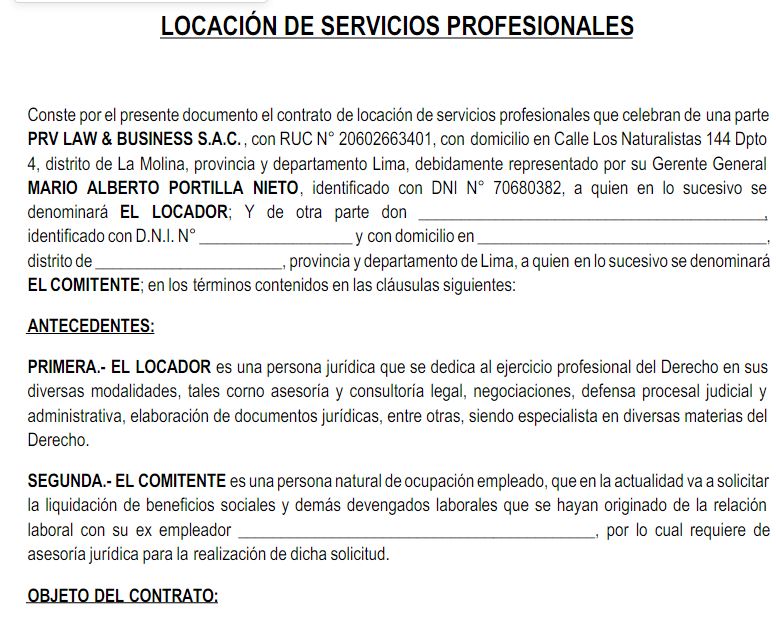 LOCACIÓN DE SERVICIOS PROFESIONALES
Conste por el presente documento el contrato de locación de servicios profesionales que celebran de una parte
PRV LAW & BUSINESS S.A.C., con RUC N° 20602663401, con domicilio en Calle Los Naturalistas 144 Dpto
4, distrito de La Molina, provincia y departamento Lima, debidamente representado por su Gerente General
MARIO ALBERTO PORTILLA NIETO, identificado con DNI N° 70680382, a quien en lo sucesivo se
denominará EL LOCADOR; Y de otra parte don ____________________,
identificado con D.N.I. N° ____________________ y con domicilio en ____________________,
distrito de ____________________, provincia y departamento de Lima, a quien en lo sucesivo se denominará
EL COMITENTE; en los términos contenidos en las cláusulas siguientes:
ANTECEDENTES:
PRIMERA.- EL LOCADOR es una persona jurídica que se dedica al ejercicio profesional del Derecho en sus
diversas modalidades, tales corno asesoría y consultoría legal, negociaciones, defensa procesal judicial y
administrativa, elaboración de documentos jurídicas, entre otras, siendo especialista en diversas materias del
Derecho.
SEGUNDA.- EL COMITENTE es una persona natural de ocupación empleado, que en la actualidad va a solicitar
la liquidación de beneficios sociales y demás devengados laborales que se hayan originado de la relación
laboral con su ex empleador ____________________, por lo cual requiere de
asesoría jurídica para la realización de dicha solicitud.
OBJETO DEL CONTRATO: